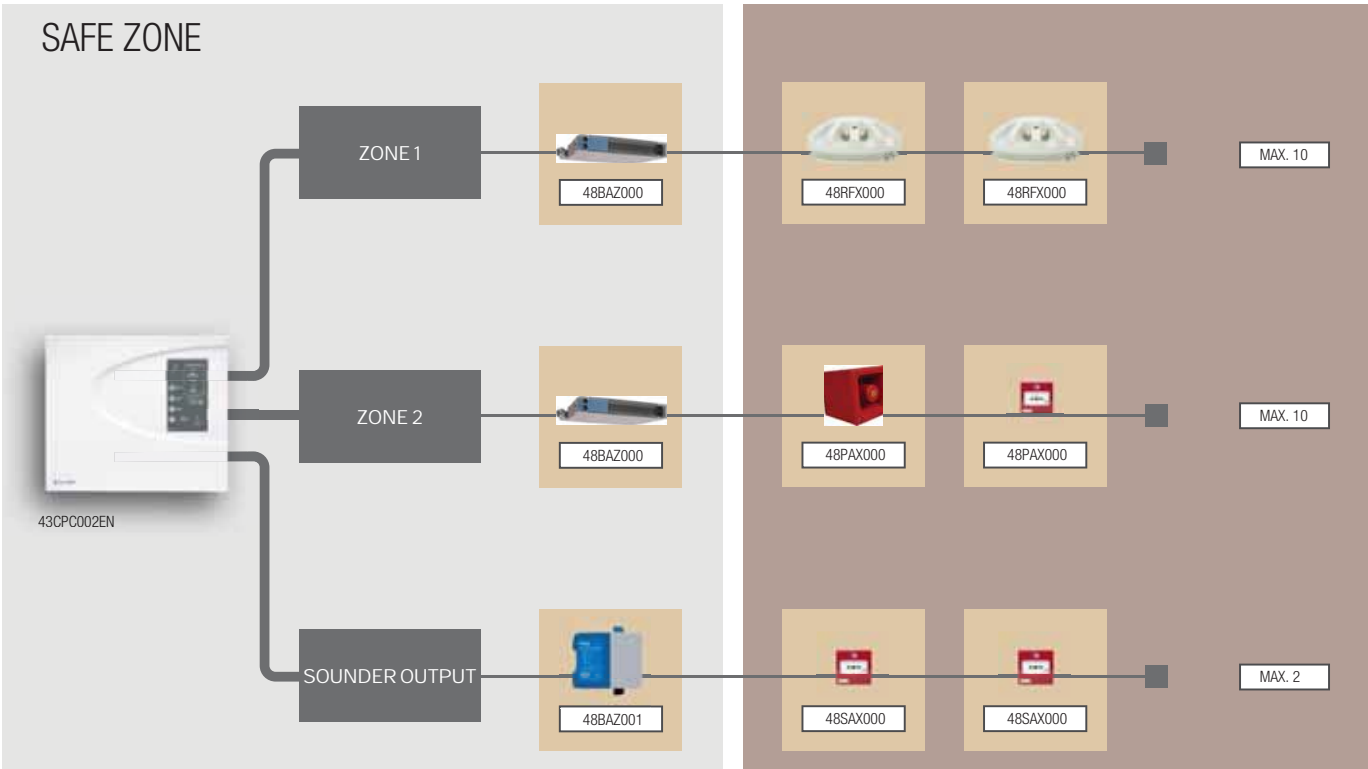 SAFE ZONE
ZONE 1
48BAZ000
48RFX000
48RFX000
MAX. 10
ZONE 2
48BAZ000
48PAX000
48PAX000
MAX. 10
43CPC002EN
SOUNDER OUTPUT
48BAZ001
48SAX000
48SAX000
MAX. 2